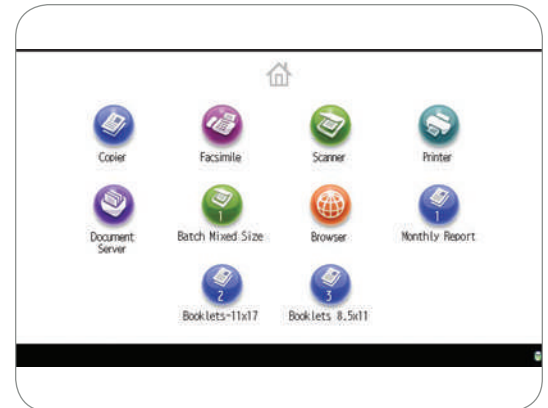 Copier
Facsimile
Scanner
Printer
Document
Server
1
Batch Mixed Size
Browser
1
Monthly Report
2
Booklets-11x17
3
Booklets 8.5x11